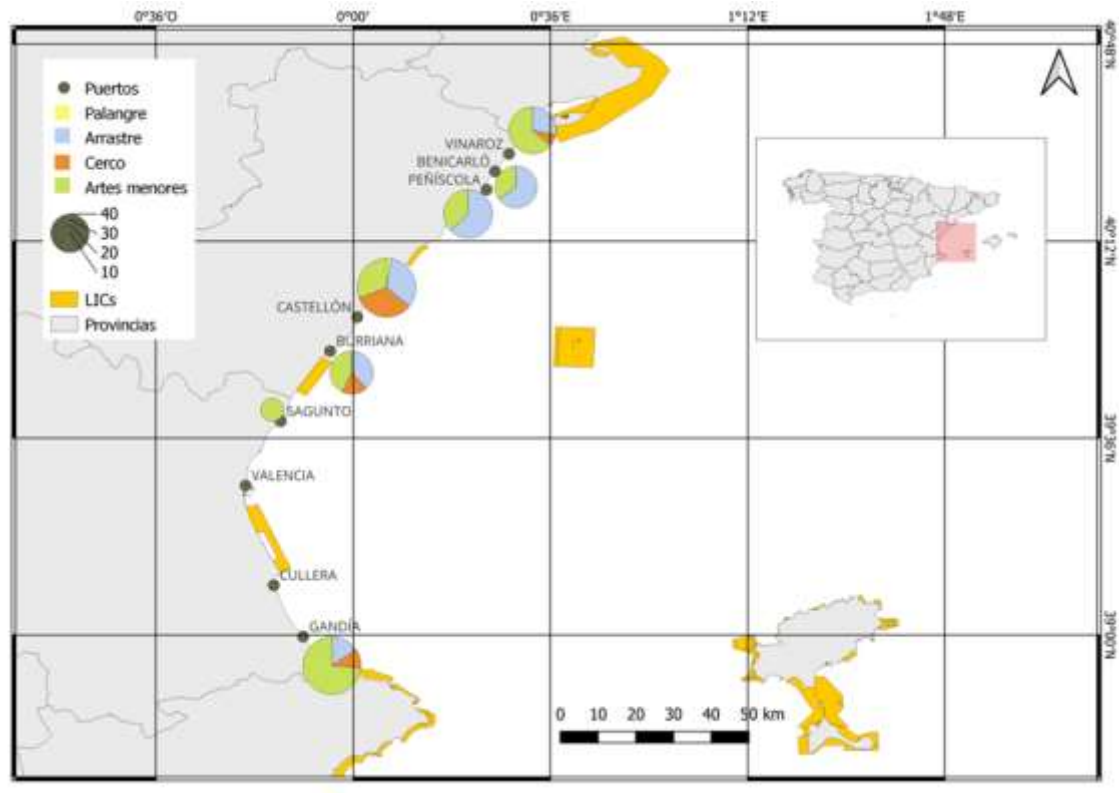 0°36'O 0°00' 0°36'E 1°12'E 1°48'E
40°48'N
Puertos
Palangre
Arrastre
Cerco
Artes menores
40
30
20
10
LICs
Provincias
VINAROZ
BENICARLÓ
PEÑÍSCOLA
40°12'N
CASTELLÓN
BURRIANA
SAGUNTO
39°36'N
VALENCIA
CULLERA
GANDÍA
39°00'N
0 10 20 30 40 50 km